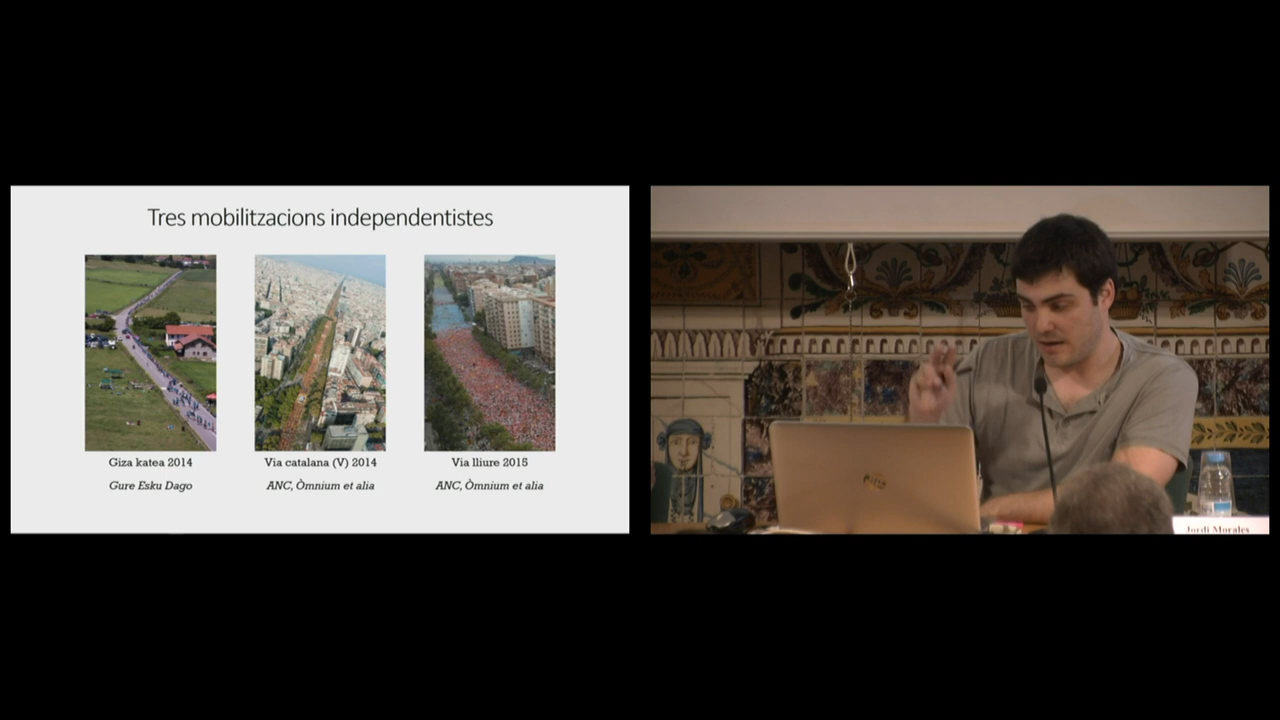 Tres mobilitzacions independentistes
Giza katea 2014
Gure Esku Dago
Via catalana (V) 2014
ANC, Òmnium et alia
Via lliure 2015
ANC, Òmnium et alia
Jordi Morales